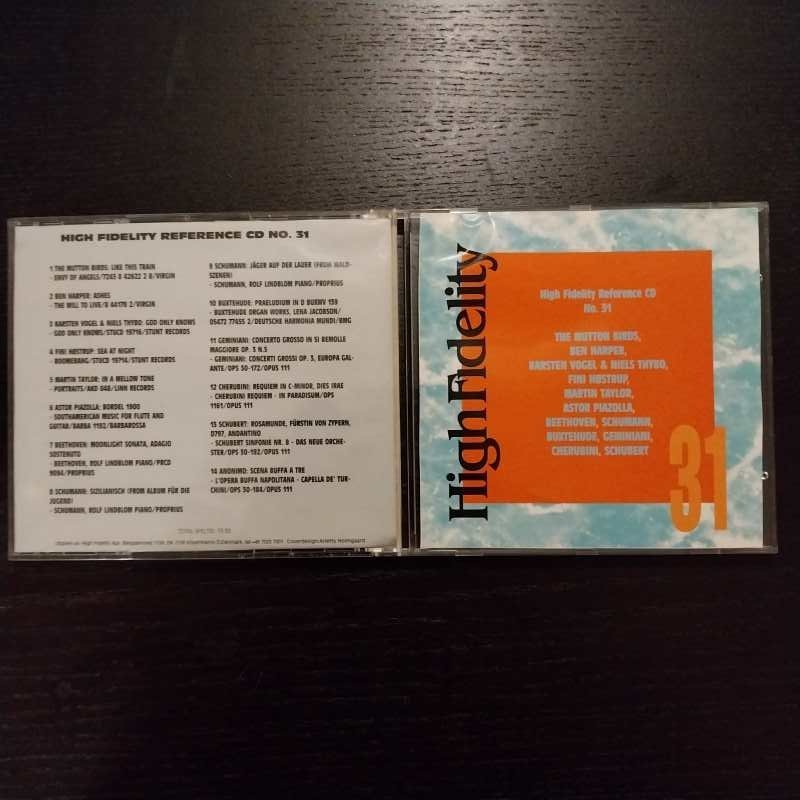 HIGH FIDELITY REFERENCE CD NO. 31
1 THE MUTTON BIRDS: LIKE THIS TRAIN
- ENVY OF ANGELS/7243 8 42622 2 8/VIRGIN
2 BEN HARPER: ASHES
- THE WILL TO LIVE/8 44178 2/VIRGIN
3 KARSTEN VOGEL & NIELS THYBO: GOD ONLY KNOWS
- GOD ONLY KNOWS/STUCD 19716/STUNT RECORDS
4 FINI HØSTRUP: SEA AT NIGHT
- BOOMERANG/STUCD 19714/STUNT RECORDS
5 MARTIN TAYLOR: IN A MELLOW TONE
- PORTRAITS/AKD 048/LINN RECORDS
6 ASTOR PIAZOLLA: BORDEL 1900
- SOUTHAMERICAN MUSIC FOR FLUTE AND
GUITAR/BARBA 1192/BARBAROSSA
7 BEETHOVEN: MOONLIGHT SONATA, ADAGIO
SOSTENUTO
- BEETHOVEN, ROLF LINDBLOM PIANO/PRCD
9094/PROPRIUS
8 SCHUMANN: SIZILIANISCH (FROM ALBUM FÜR DIE
JUGEND)
- SCHUMANN, ROLF LINDBLOM PIANO/PROPRIUS
9 SCHUMANN: JÄGER AUF DER LAUER (FROM WALD-
SZENEN)
- SCHUMANN, ROLF LINDBLOM PIANO/PROPRIUS
10 BUXTEHUDE: PRAELUDIUM IN D BUXWV 139
- BUXTEHUDE ORGAN WORKS, LENA JACOBSON/
05472 77455 2/DEUTSCHE HARMONIA MUNDI/BMG
11 GEMINIANI: CONCERTO GROSSO IN SI BEMOLLE
MAGGIORE OP. 3 N.5
- GEMINIANI: CONCERTI GROSSI OP. 3, EUROPA GAL-
ANTE/OPS 30-172/OPUS 111
12 CHERUBINI: REQUIEM IN C-MINOR, DIES IRAE
- CHERUBINI REQUIEM - IN PARADISUM/OPS
1161/OPUS 111
13 SCHUBERT: ROSAMUNDE, FÜRSTIN VON ZYPERN,
D797, ANDANTINO
- SCHUBERT SINFONIE NR. 8 - DAS NEUE ORCHE-
STER/OPS 30-192/OPUS 111
14 ANONIMO: SCENA BUFFA A TRE
- L'OPERA BUFFA NAPOLITANA - CAPELLA DE' TUR-
CHINI/OPS 30-184/OPUS 111
TOTAL SPILTID:
High Fidelity
High Fidelity Reference CD
No. 31
THE MUTTON BIRDS,
BEN HARPER,
KARSTEN VOGEL & NIELS THYBO,
FINI HØSTRUP,
MARTIN TAYLOR,
ASTOR PIAZOLLA,
BEETHOVEN, SCHUMANN,
BUXTEHUDE, GEMINIANI,
CHERUBINI, SCHUBERT
31